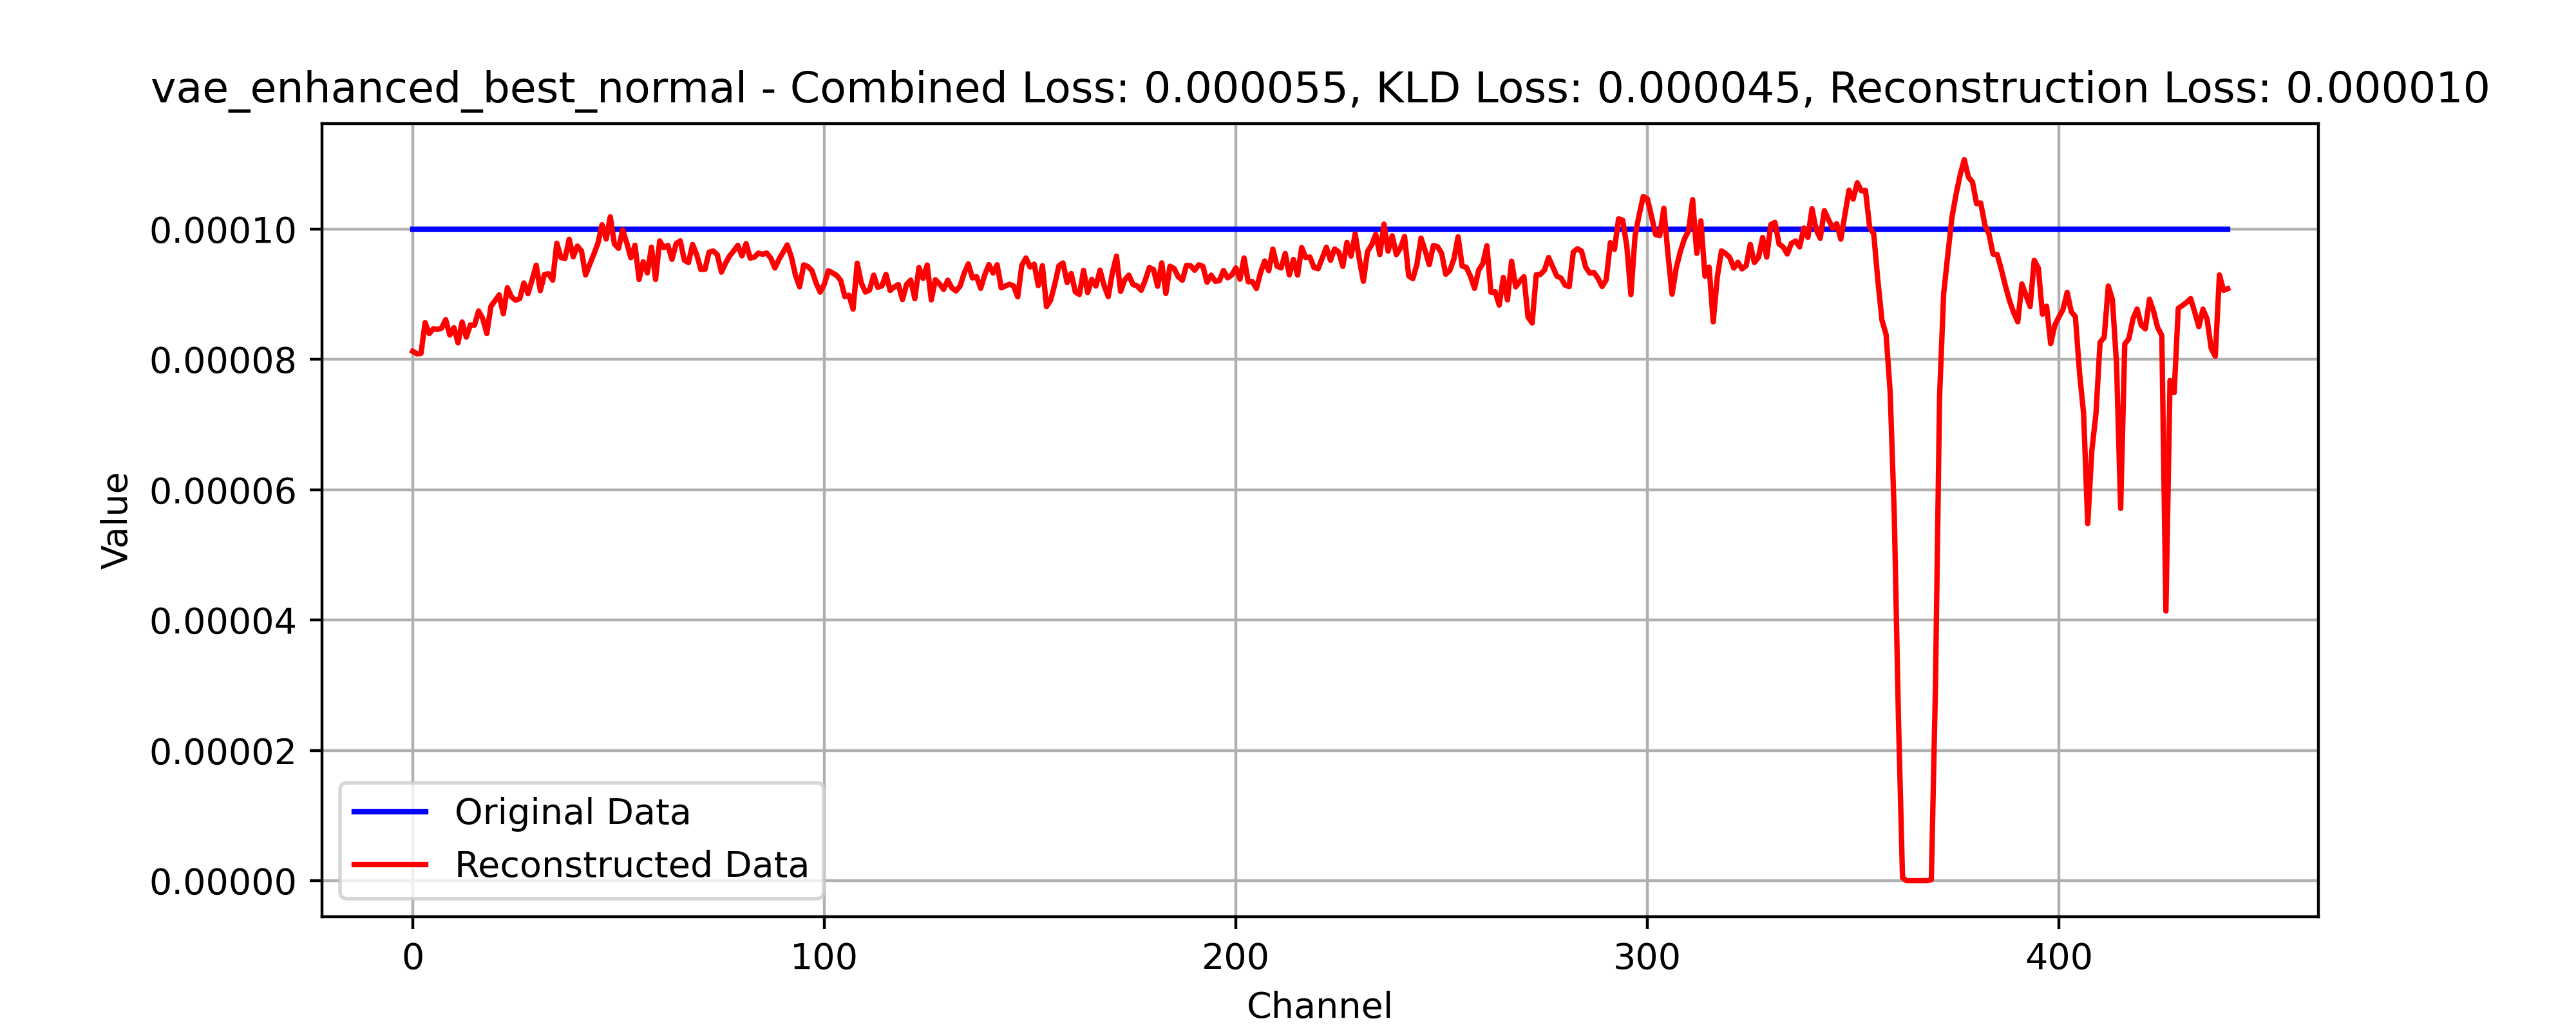 vae_enhanced_best_normal - Combined Loss: 0.000055, KLD Loss: 0.000045, Reconstruction Loss: 0.000010
0.00010
0.00008
0.00006
0.00004
0.00002
0.00000
Value
Original Data
Reconstructed Data
0 100 200 300 400
Channel